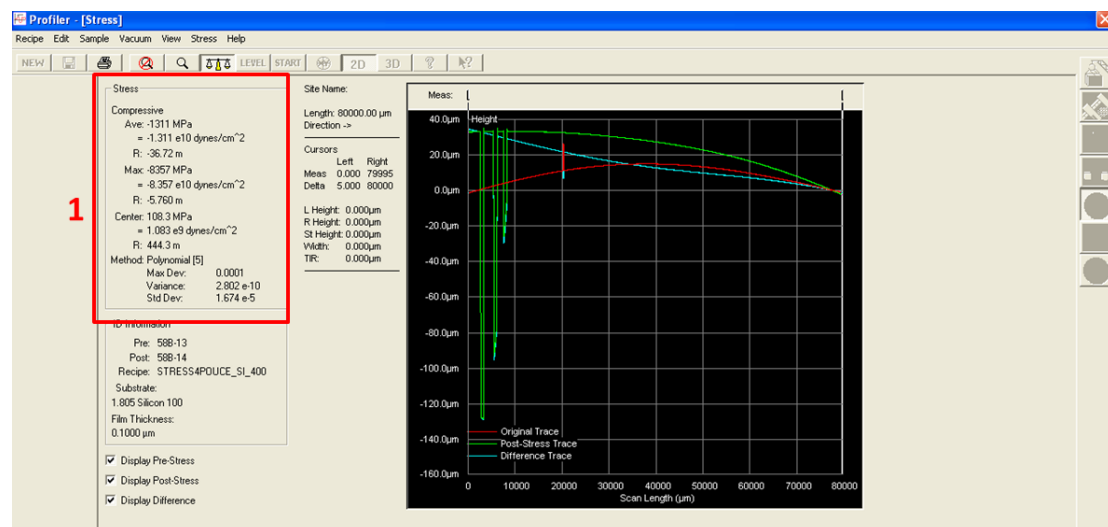 Profiler - [Stress]
Recipe Edit Sample Vacuum View Stress Help
NEW LEVEL START 2D 3D
1
Stress
Compressive
Ave: -1311 MPa
= -1.311 e10 dynes/cm^2
R: -36.72 m
Max: -8357 MPa
= -8.357 e10 dynes/cm^2
R: -5.760 m
Center: 108.3 MPa
= 1.083 e9 dynes/cm^2
R: 444.3 m
Method: Polynomial [5]
Max Dev: 0.0001
Variance: 2.802 e-10
Std Dev: 1.674 e-5
ID Information
Pre: 58B-13
Post: 58B-14
Recipe: STRESS4POUCE_SI_400
Substrate:
1.805 Silicon 100
Film Thickness:
0.1000 µm
Display Pre-Stress
Display Post-Stress
Display Difference
Site Name:
Length: 80000.00 µm
Direction ->
Cursors
Left Right
Meas 0.000 79995
Delta 5.000 80000
L Height: 0.000µm
R Height: 0.000µm
St Height: 0.000µm
Width: 0.000µm
TIR: 0.000µm
Meas: L
Height
40.0µm
20.0µm
0.0µm
-20.0µm
-40.0µm
-60.0µm
-80.0µm
-100.0µm
-120.0µm
-140.0µm
-160.0µm
Original Trace
Post-Stress Trace
Difference Trace
0 10000 20000 30000 40000 50000 60000 70000 80000
Scan Length (µm)